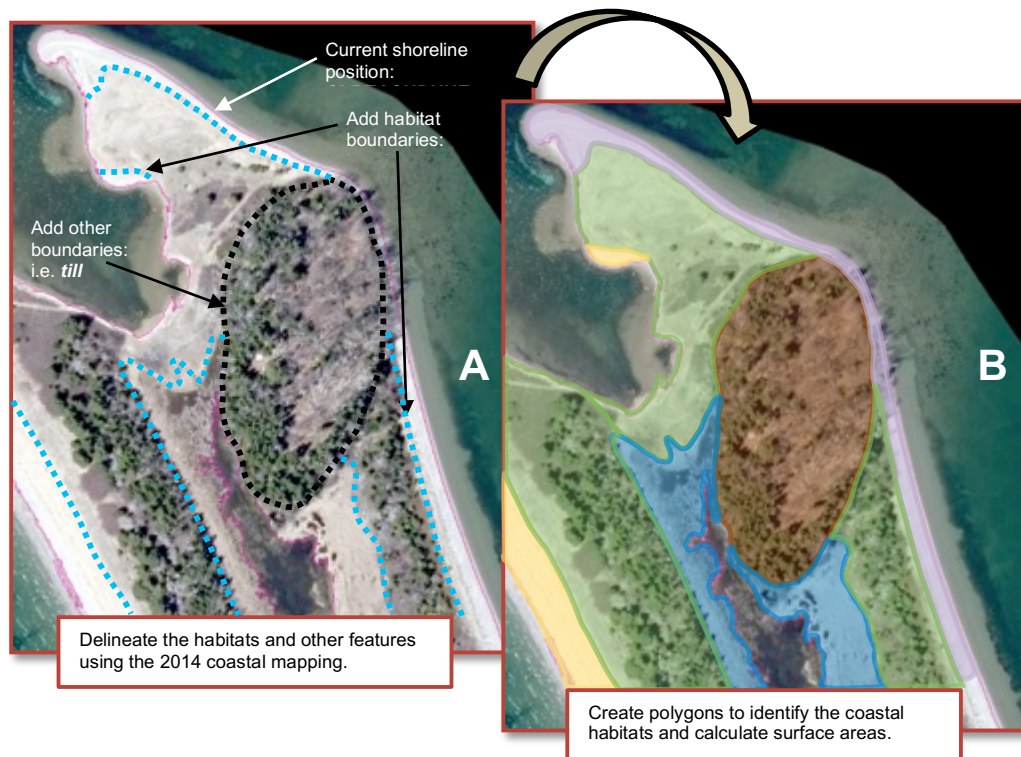 Current shoreline
position:
Add habitat
boundaries:
Add other
boundaries:
i.e. till
A
Delineate the habitats and other features
using the 2014 coastal mapping.
B
Create polygons to identify the coastal
habitats and calculate surface areas.